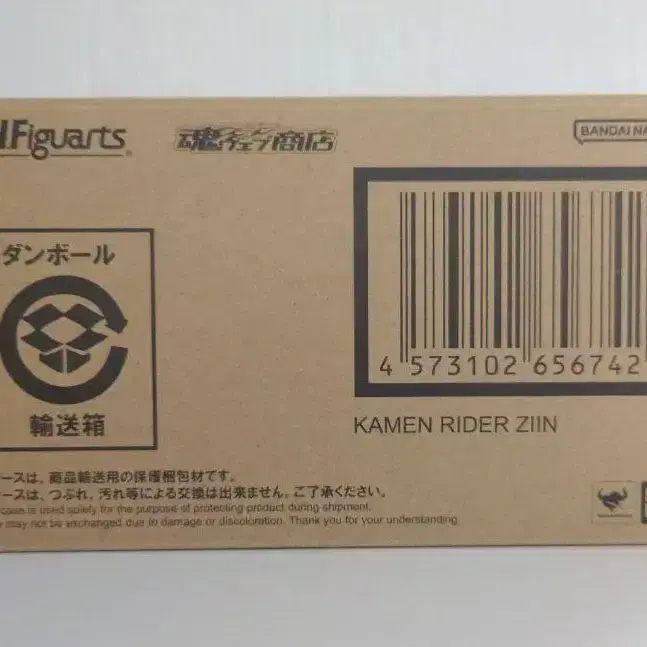 .Figuarts
魂ウェブ商店
BANDAI NA
ダンボール
輸送箱
4 573102 656742
KAMEN RIDER ZIIN
ースは、商品輸送用の保護梱包材です。
ースは、つぶれ、汚れ等による交換は出来ません。ご了承ください。
case is used solely for the purpose of protecting product during shipment.
may not be exchanged due to damage or discoloration. Thank you for your understanding.